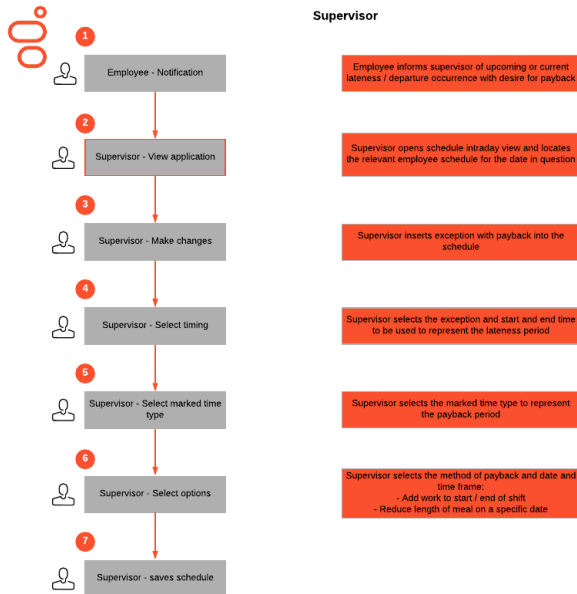 Supervisor
1
Employee - Notification
Employee informs supervisor of upcoming or current
lateness / departure occurrence with desire for payback
2
Supervisor - View application
Supervisor opens schedule intraday view and locates
the relevant employee schedule for the date in question
3
Supervisor - Make changes
Supervisor inserts exception with payback into the
schedule
4
Supervisor - Select timing
Supervisor selects the exception and start and end time
to be used to represent the lateness period
5
Supervisor - Select marked time
type
Supervisor selects the marked time type to represent
the payback period
6
Supervisor - Select options
Supervisor selects the method of payback and date and
time frame:
- Add work to start / end of shift
- Reduce length of meal on a specific date
7
Supervisor - saves schedule